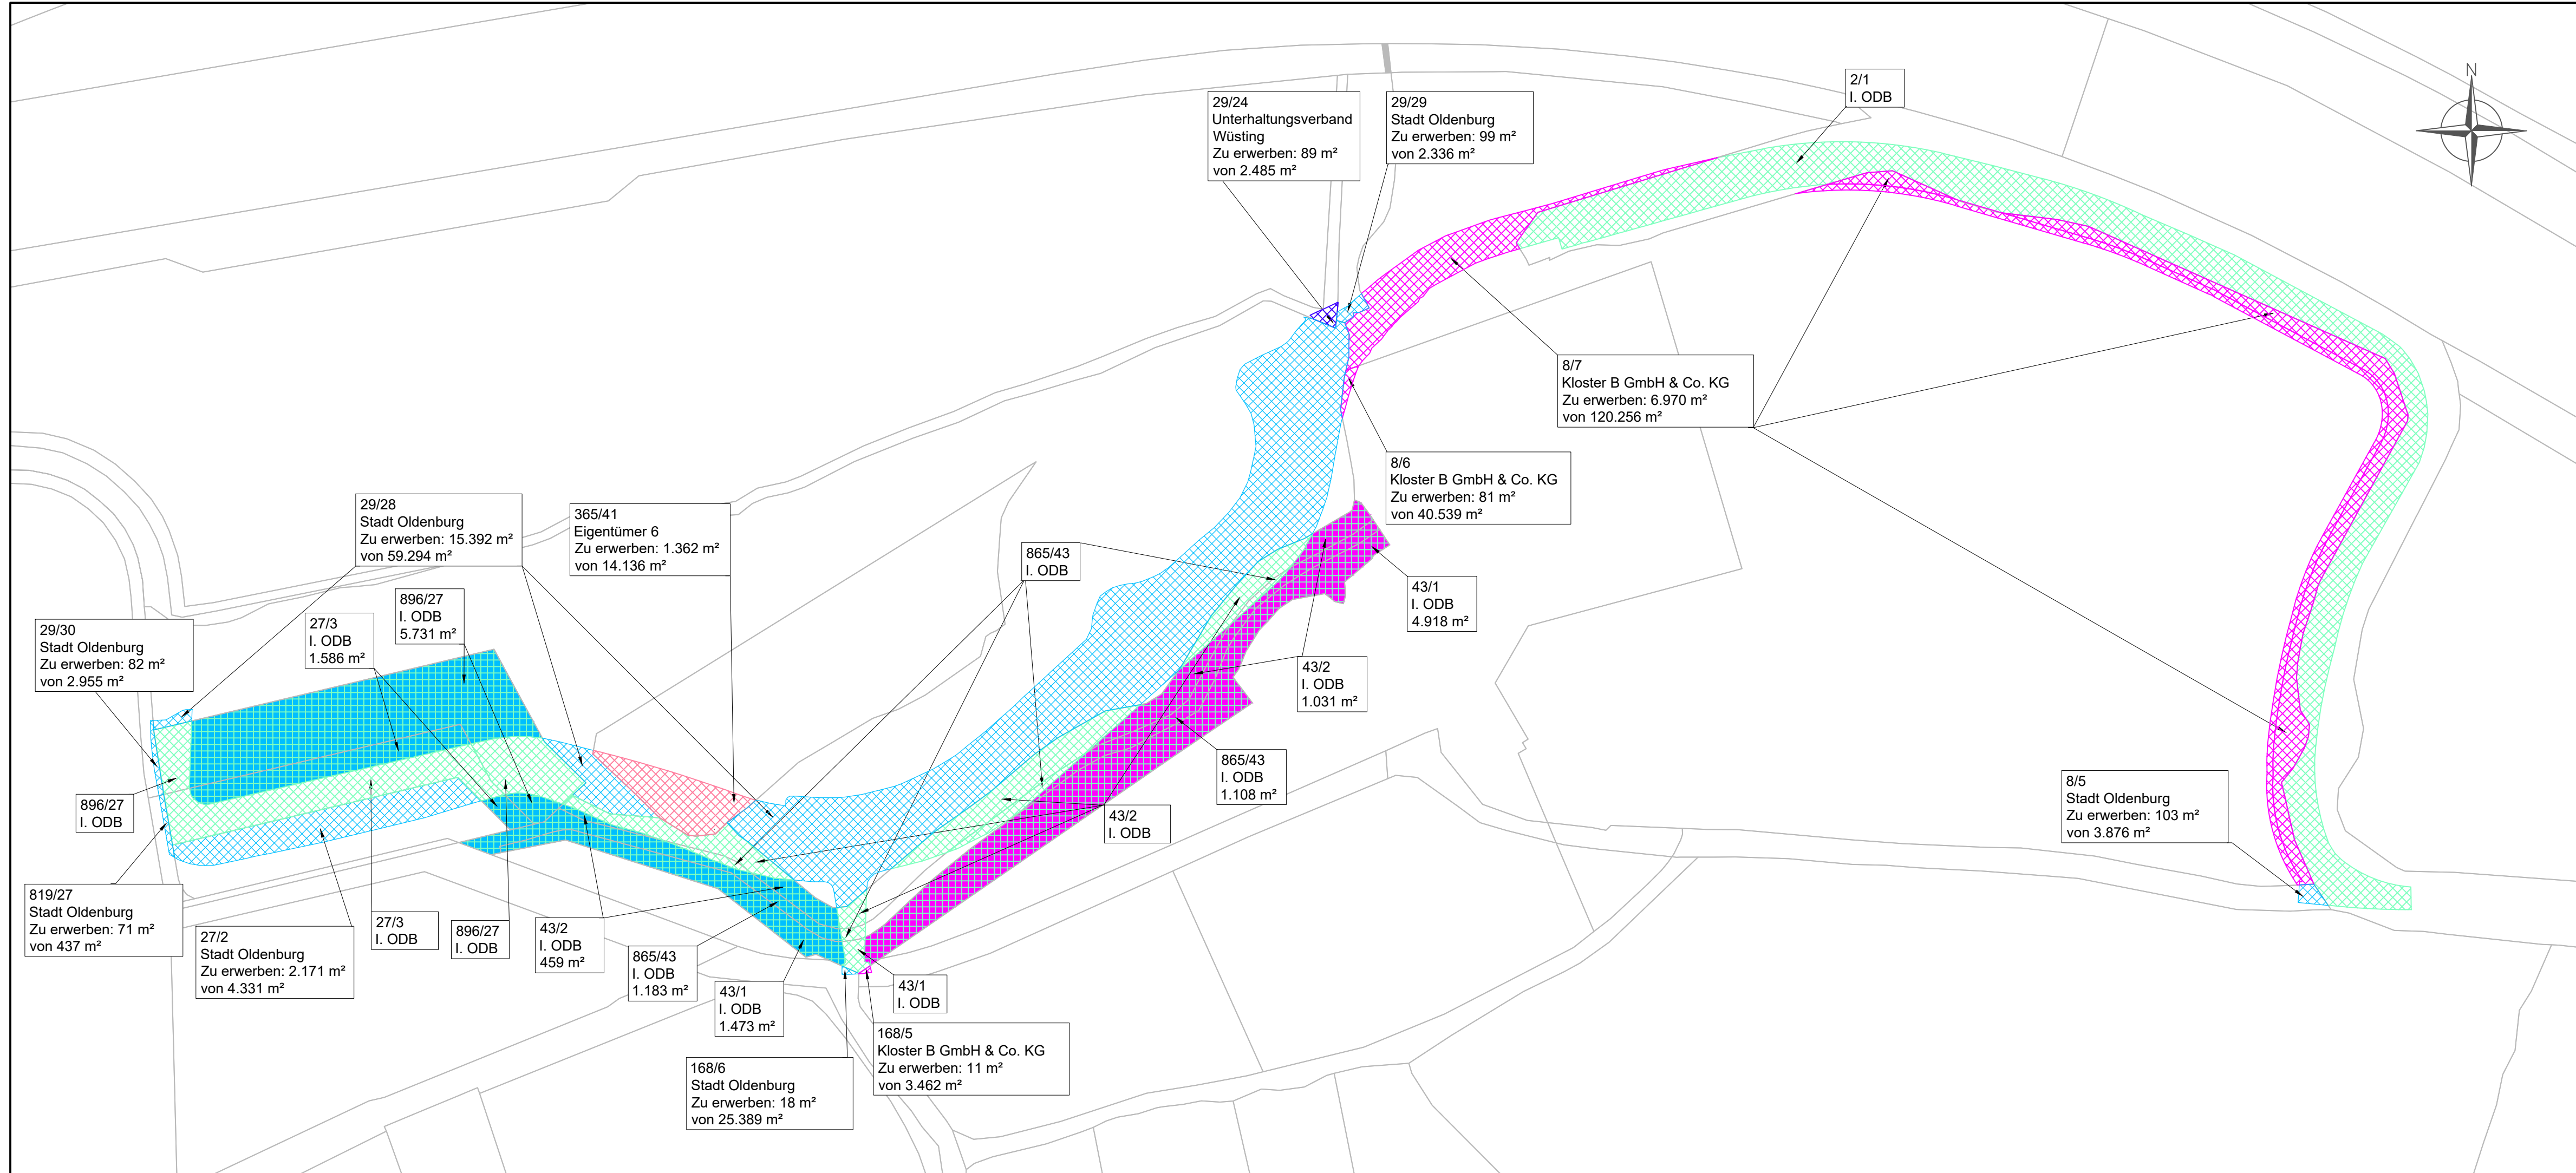 2/1
I. ODB
N
29/24
Unterhaltungsverband
Wüsting
Zu erwerben: 89 m²
von 2.485 m²
29/29
Stadt Oldenburg
Zu erwerben: 99 m²
von 2.336 m²
8/7
Kloster B GmbH & Co. KG
Zu erwerben: 6.970 m²
von 120.256 m²
8/6
Kloster B GmbH & Co. KG
Zu erwerben: 81 m²
von 40.539 m²
29/28
Stadt Oldenburg
Zu erwerben: 15.392 m²
von 59.294 m²
365/41
Eigentümer 6
Zu erwerben: 1.362 m²
von 14.136 m²
865/43
I. ODB
43/1
I. ODB
4.918 m²
896/27
I. ODB
5.731 m²
27/3
I. ODB
1.586 m²
29/30
Stadt Oldenburg
Zu erwerben: 82 m²
von 2.955 m²
43/2
I. ODB
1.031 m²
865/43
I. ODB
1.108 m²
8/5
Stadt Oldenburg
Zu erwerben: 103 m²
von 3.876 m²
896/27
I. ODB
43/2
I. ODB
819/27
Stadt Oldenburg
Zu erwerben: 71 m²
von 437 m²
27/2
Stadt Oldenburg
Zu erwerben: 2.171 m²
von 4.331 m²
27/3
I. ODB
896/27
I. ODB
43/2
I. ODB
459 m²
865/43
I. ODB
1.183 m²
43/1
I. ODB
1.473 m²
43/1
I. ODB
168/5
Kloster B GmbH & Co. KG
Zu erwerben: 11 m²
von 3.462 m²
168/6
Stadt Oldenburg
Zu erwerben: 18 m²
von 25.389 m²